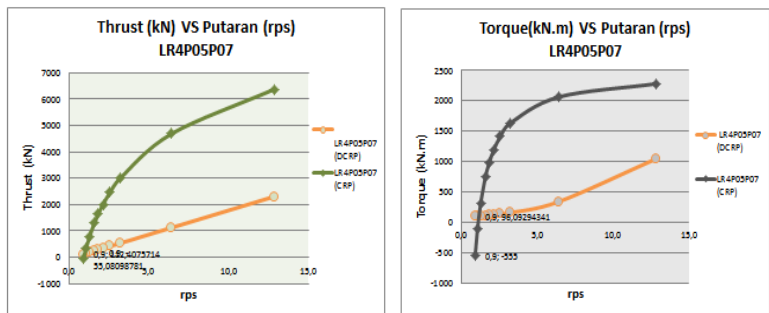 Thrust (kN) VS Putaran (rps)
LR4P05P07
7000
6000
5000
4000
3000
2000
1000
0
-1000
Thrust (kN)
0,0
5,0
10,0
15,0
rps
55,08098781
LR4P05P07
(DCRP)
LR4P05P07
(CRP)
Torque(kN.m) VS Putaran (rps)
LR4P05P07
2500
2000
1500
1000
500
0
-500
-1000
Torque (kN.m)
0,0
5,0
10,0
15,0
rps
0,9; 98,09294341
0,9; -555
LR4P05P07
(DCRP)
LR4P05P07
(CRP)